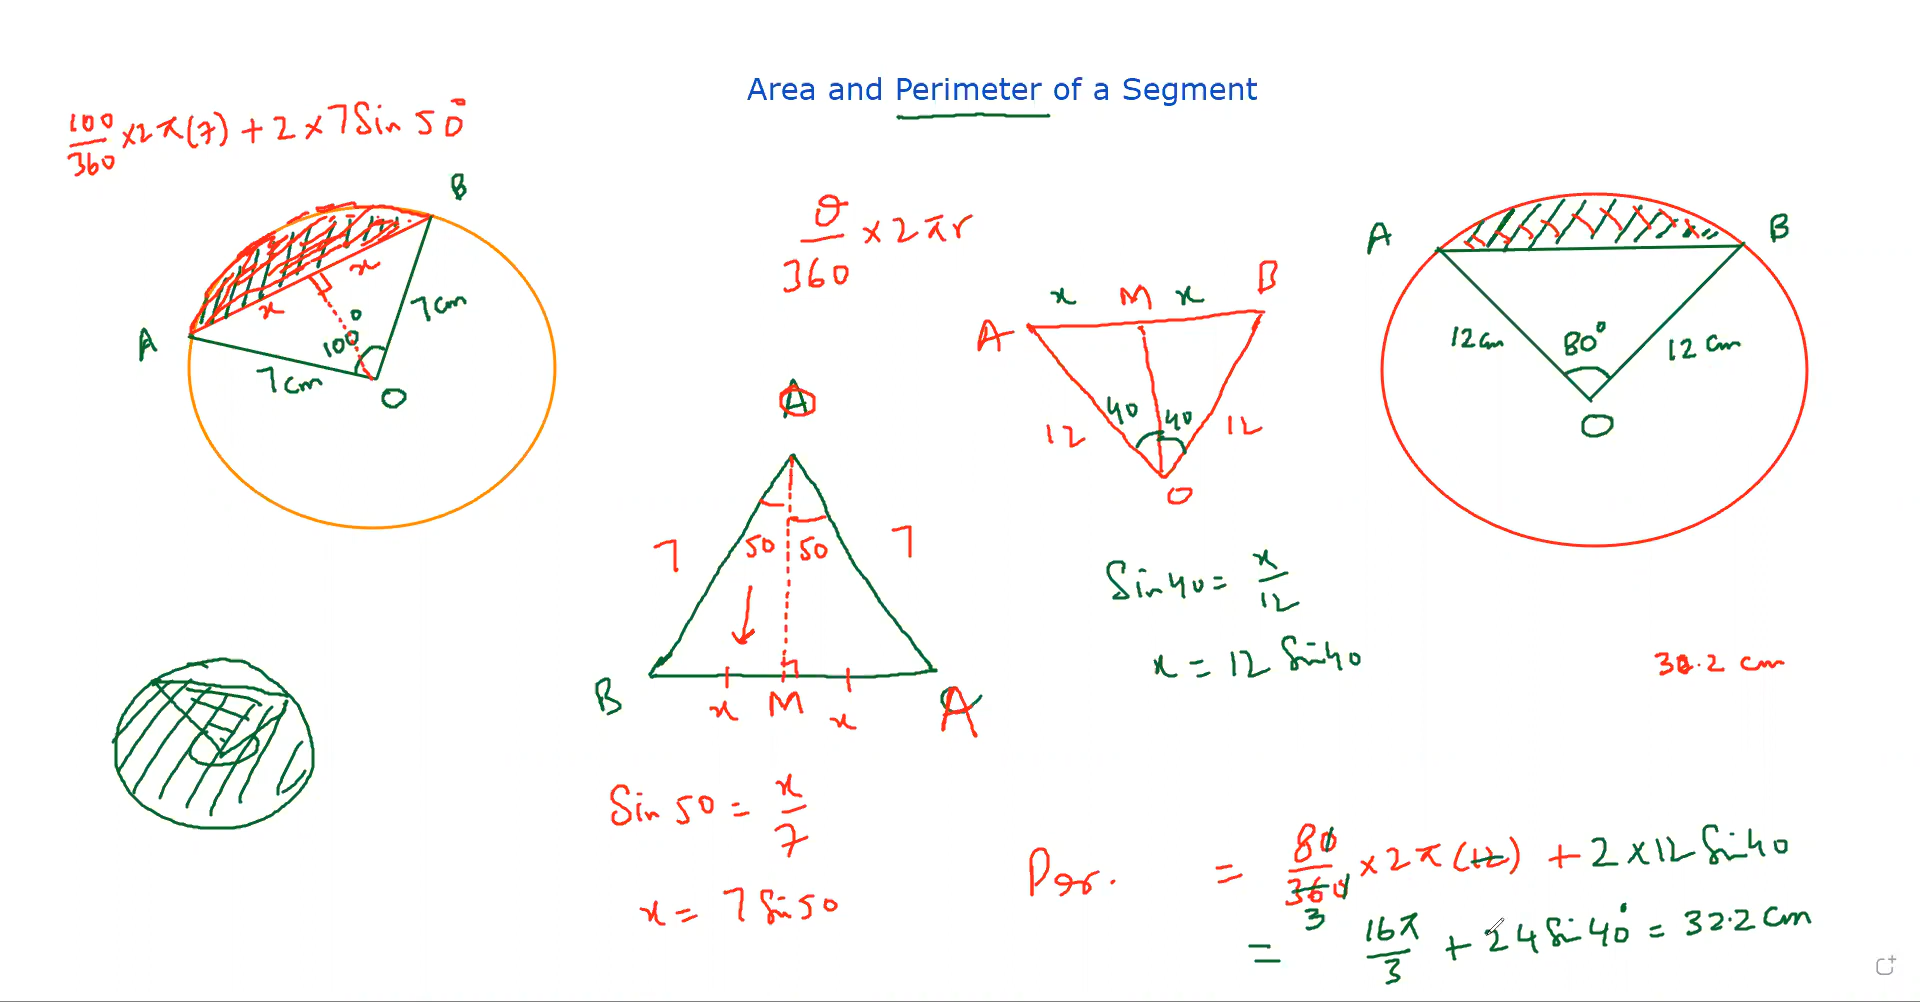 Area and Perimeter of a Segment
100/360 ×2π(7) + 2×7Sin 50°
B
A
x
x
100°
7cm
7cm
O
θ/360 × 2πr
x M x B
A
40 40
12 12
O
A B
12cm 80° 12 cm
O
A
7 50 50 7
B x M x A
Sin 50 = x/7
x = 7 Sin 50
Sin 40 = x/12
x = 12 Sin 40
32.2 cm
Per. = 80/360 × 2π(12) + 2×12 Sin 40
3
= 16π/3 + 24 Sin 40° = 32.2 cm